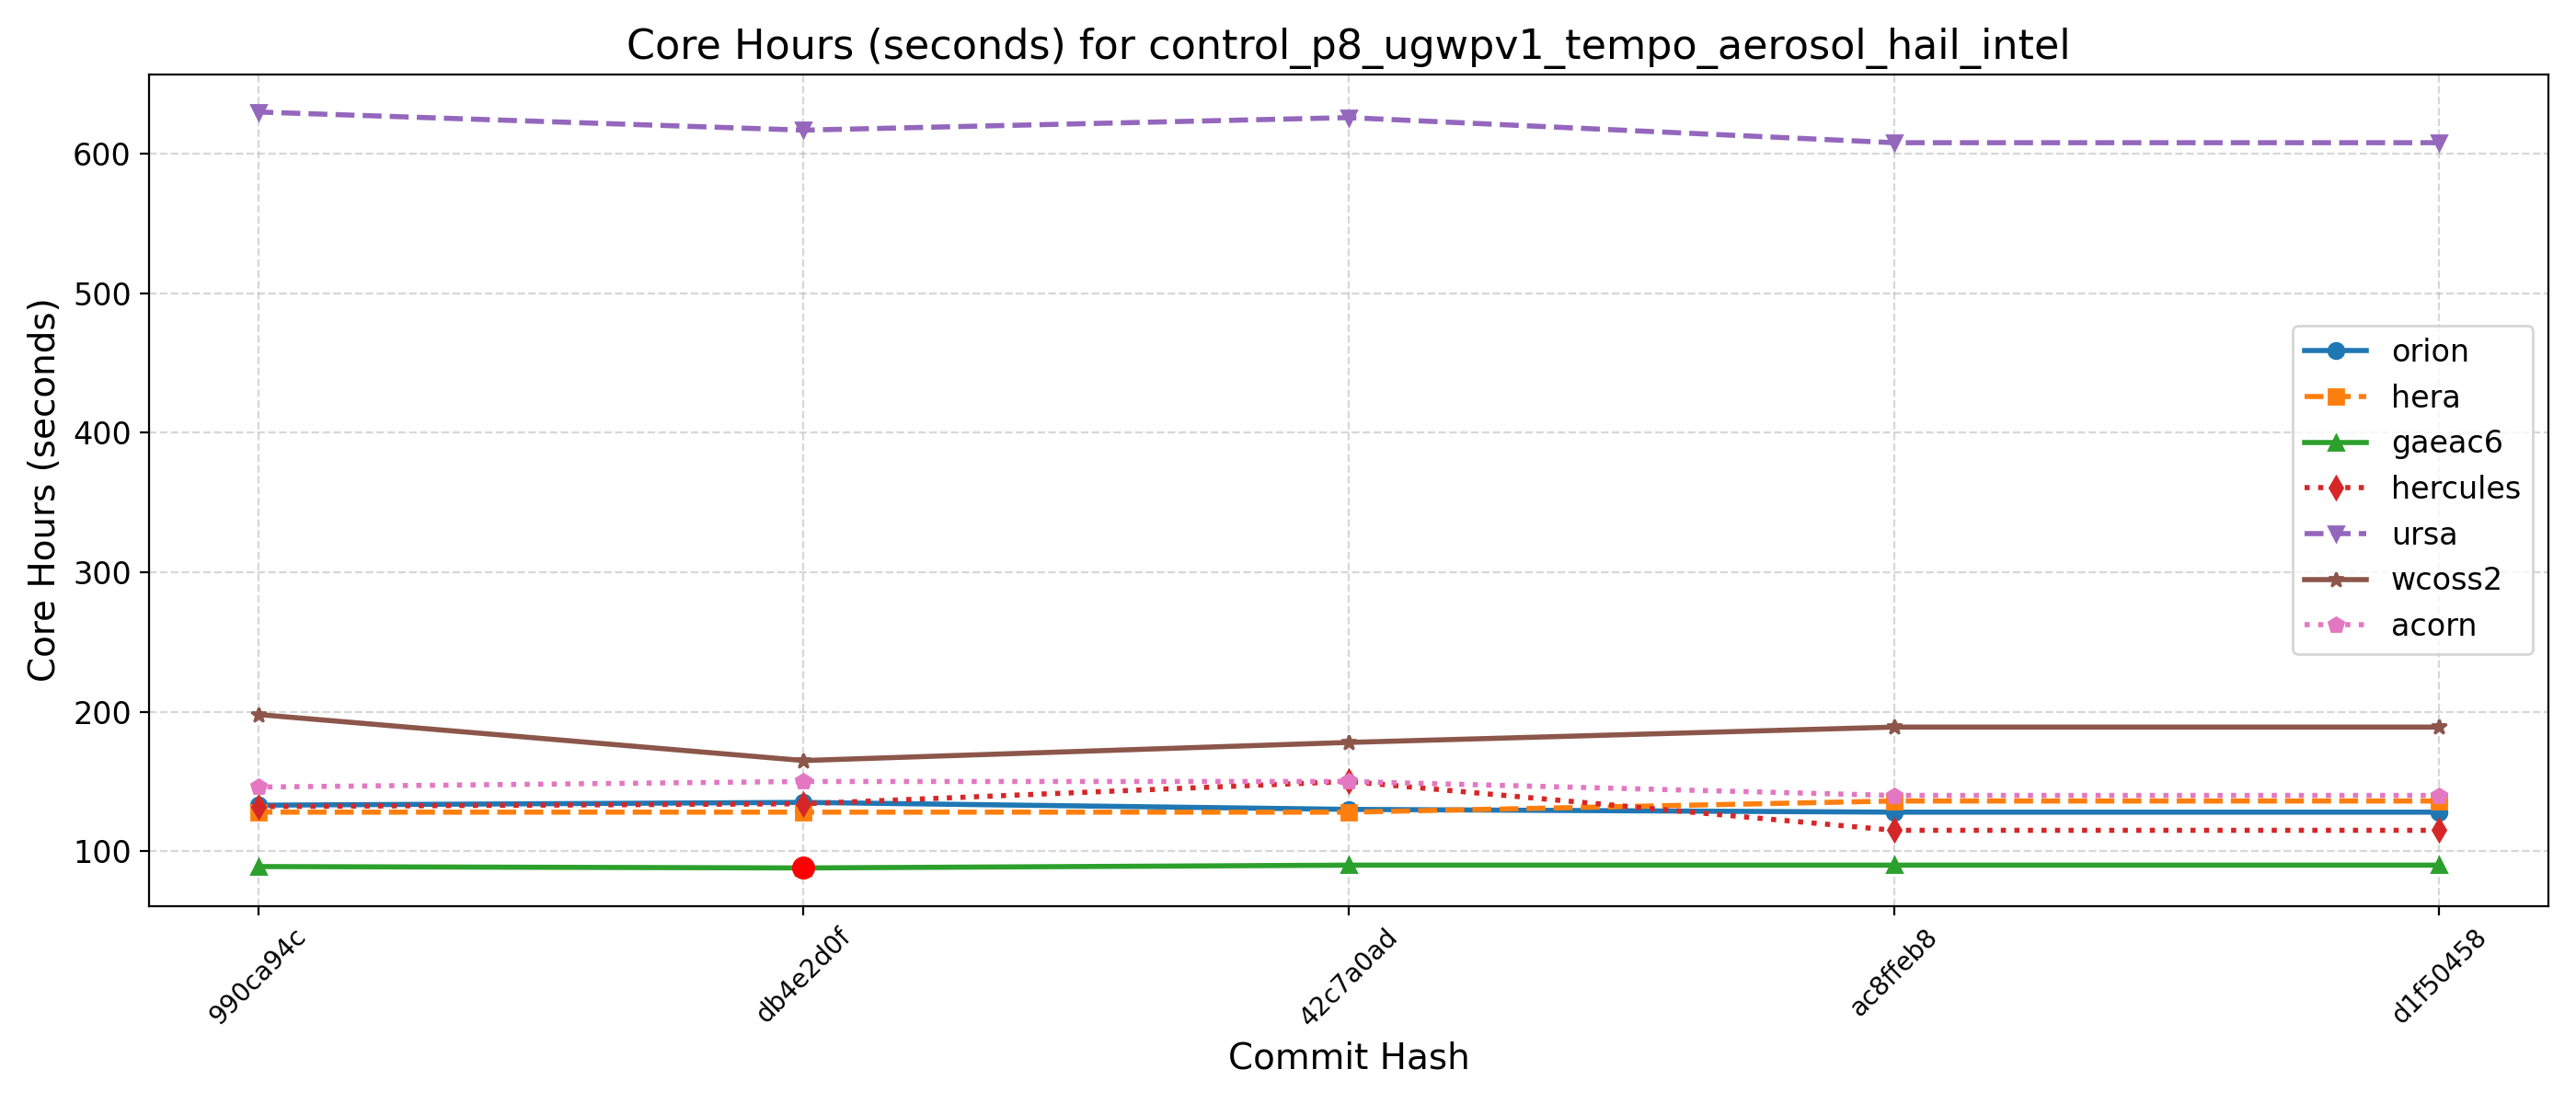 Core Hours (seconds) for control_p8_ugwpv1_tempo_aerosol_hail_intel
Core Hours (seconds)
600
500
400
300
200
100
orion
hera
gaeac6
hercules
ursa
wcoss2
acorn
990ca94c
db4e2d0f
42c7a0ad
ac8ffeb8
d1f50458
Commit Hash